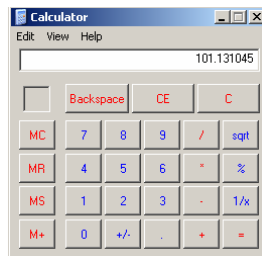 Calculator
Edit View Help
101.131045
Backspace CE C
MC 7 8 9 / sqrt
MR 4 5 6 * %
MS 1 2 3 - 1/x
M+ 0 +/- . + =